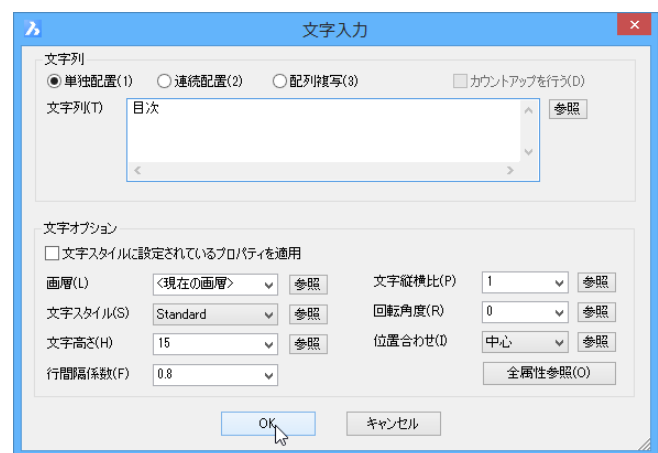 文字入力
文字列
単独配置(1) 連続配置(2) 配列複写(3) カウントアップを行う(D)
文字列(T) 目次 参照
文字オプション
文字スタイルに設定されているプロパティを適用
画層(L) <現在の画層> 参照 文字縦横比(P) 1 参照
文字スタイル(S) Standard 参照 回転角度(R) 0 参照
文字高さ(H) 15 参照 位置合わせ(I) 中心 参照
行間隔係数(F) 0.8 全属性参照(O)
OK キャンセル